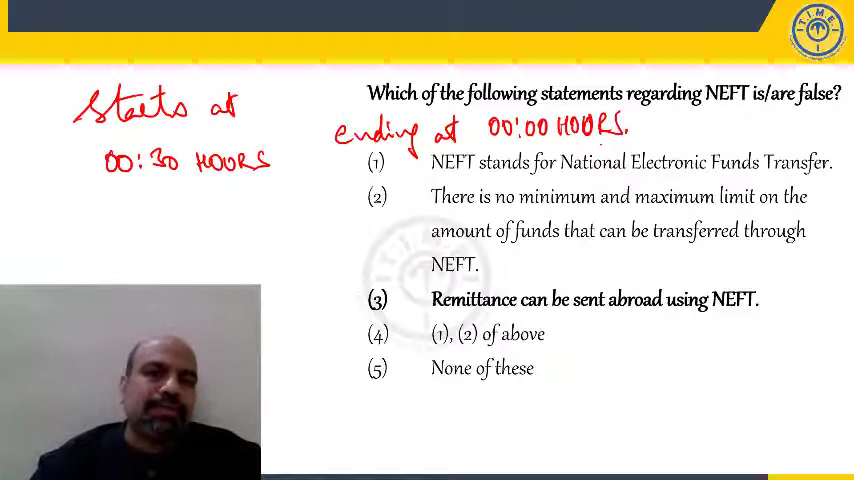 T.I.M.E.
Which of the following statements regarding NEFT is/are false?
Starts at
00:30 HOURS
ending at 00:00 HOURS.
(1) NEFT stands for National Electronic Funds Transfer.
(2) There is no minimum and maximum limit on the
amount of funds that can be transferred through
NEFT.
(3) Remittance can be sent abroad using NEFT.
(4) (1), (2) of above
(5) None of these